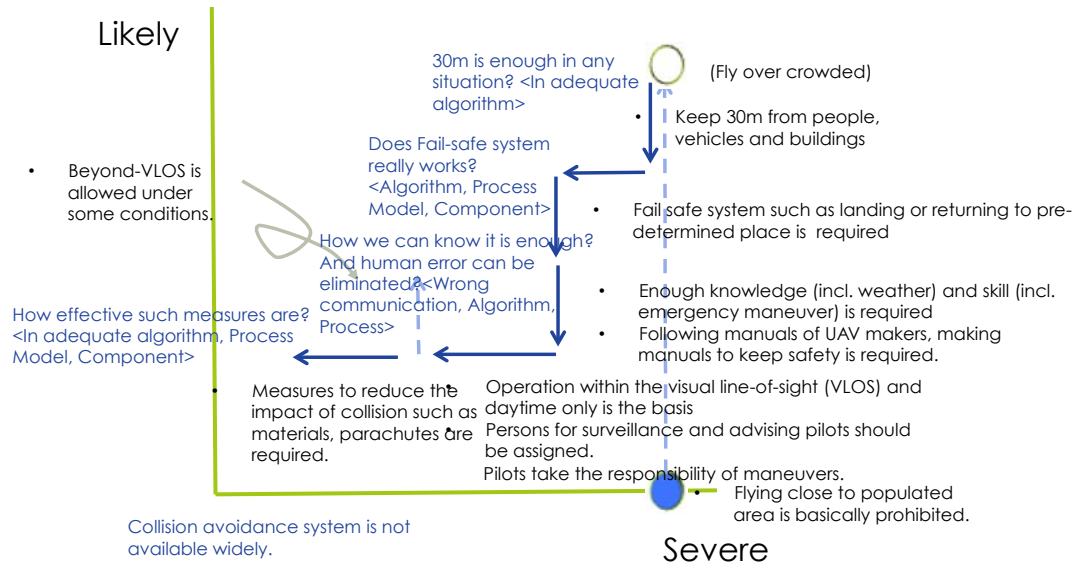 Likely
30m is enough in any
situation? <In adequate
algorithm>
(Fly over crowded)
• Keep 30m from people,
vehicles and buildings
Does Fail-safe system
really works?
<Algorithm, Process
Model, Component>
• Beyond-VLOS is
allowed under
some conditions.
• Fail safe system such as landing or returning to pre-
determined place is required
How we can know it is enough?
And human error can be
eliminated?<Wrong
communication, Algorithm,
Process>
• Enough knowledge (incl. weather) and skill (incl.
emergency maneuver) is required
• Following manuals of UAV makers, making
manuals to keep safety is required.
How effective such measures are?
<In adequate algorithm, Process
Model, Component>
• Measures to reduce the
impact of collision such as
materials, parachutes are
required.
• Operation within the visual line-of-sight (VLOS) and
daytime only is the basis
• Persons for surveillance and advising pilots should
be assigned.
Pilots take the responsibility of maneuvers.
• Flying close to populated
area is basically prohibited.
Collision avoidance system is not
available widely.
Severe